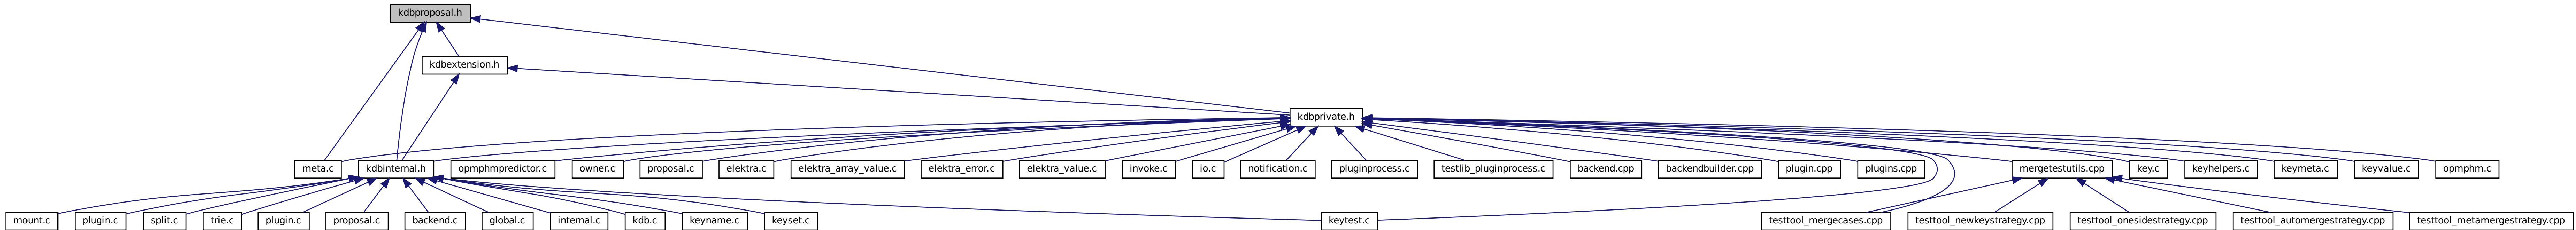 kdbproposal.h
kdbextension.h
kdbprivate.h
meta.c
kdbinternal.h
opmphmpredictor.c
owner.c
proposal.c
elektra.c
elektra_array_value.c
elektra_error.c
elektra_value.c
invoke.c
io.c
notification.c
pluginprocess.c
testlib_pluginprocess.c
backend.cpp
backendbuilder.cpp
plugin.cpp
plugins.cpp
mergetestutils.cpp
key.c
keyhelpers.c
keymeta.c
keyvalue.c
opmphm.c
mount.c
plugin.c
split.c
trie.c
plugin.c
proposal.c
backend.c
global.c
internal.c
kdb.c
keyname.c
keyset.c
keytest.c
testtool_mergecases.cpp
testtool_newkeystrategy.cpp
testtool_onesidestrategy.cpp
testtool_automergestrategy.cpp
testtool_metamergestrategy.cpp